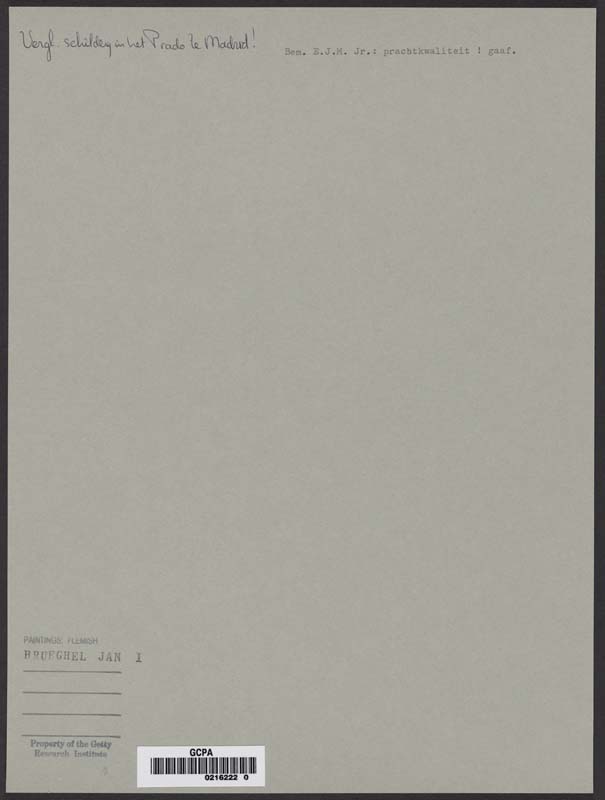 Vergl. schilderij in het Prado te Madrid!
Bem. E.J.M. Jr.: prachtkwaliteit ! gaaf.
PAINTINGS: FLEMISH
BRUEGHEL JAN I
Property of the Getty
Research Institute
GCPA
0216222 0